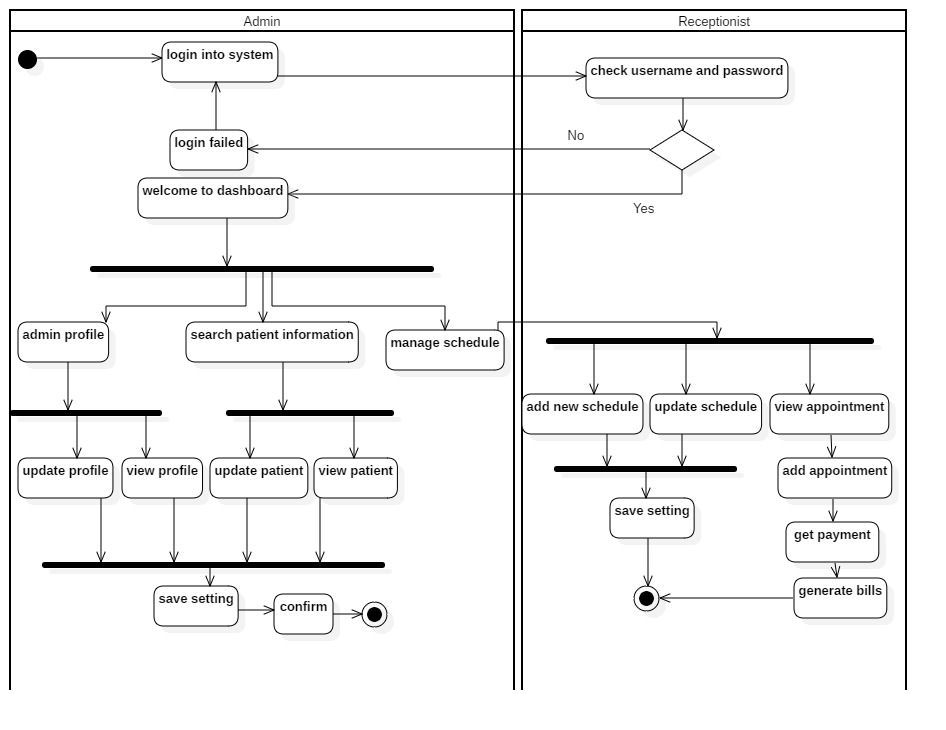 Admin
Receptionist
login into system
check username and password
No
login failed
welcome to dashboard
Yes
admin profile
search patient information
manage schedule
add new schedule
update schedule
view appointment
update profile
view profile
update patient
view patient
add appointment
save setting
get payment
save setting
confirm
generate bills